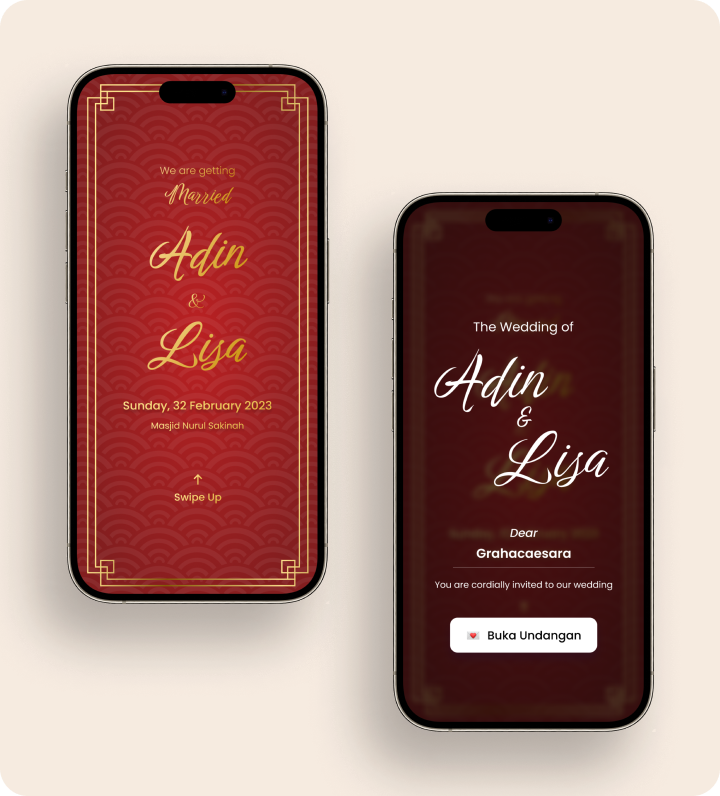 We are getting
Married
Adin
&
Lisa
Sunday, 32 February 2023
Masjid Nurul Sakinah
↑
Swipe Up
The Wedding of
Adin
&
Lisa
Dear
Grahacaesara
You are cordially invited to our wedding
💌 Buka Undangan